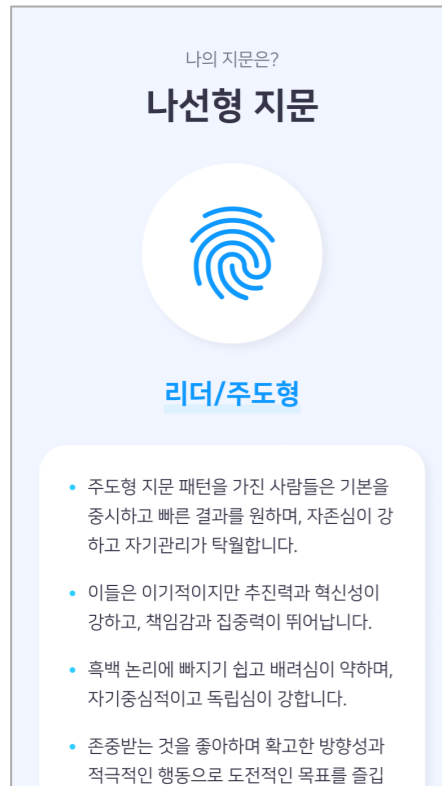 나의 지문은?
나선형 지문
리더/주도형
• 주도형 지문 패턴을 가진 사람들은 기본을
중시하고 빠른 결과를 원하며, 자존심이 강
하고 자기관리가 탁월합니다.
• 이들은 이기적이지만 추진력과 혁신성이
강하고, 책임감과 집중력이 뛰어납니다.
• 흑백 논리에 빠지기 쉽고 배려심이 약하며,
자기중심적이고 독립심이 강합니다.
• 존중받는 것을 좋아하며 확고한 방향성과
적극적인 행동으로 도전적인 목표를 즐깁